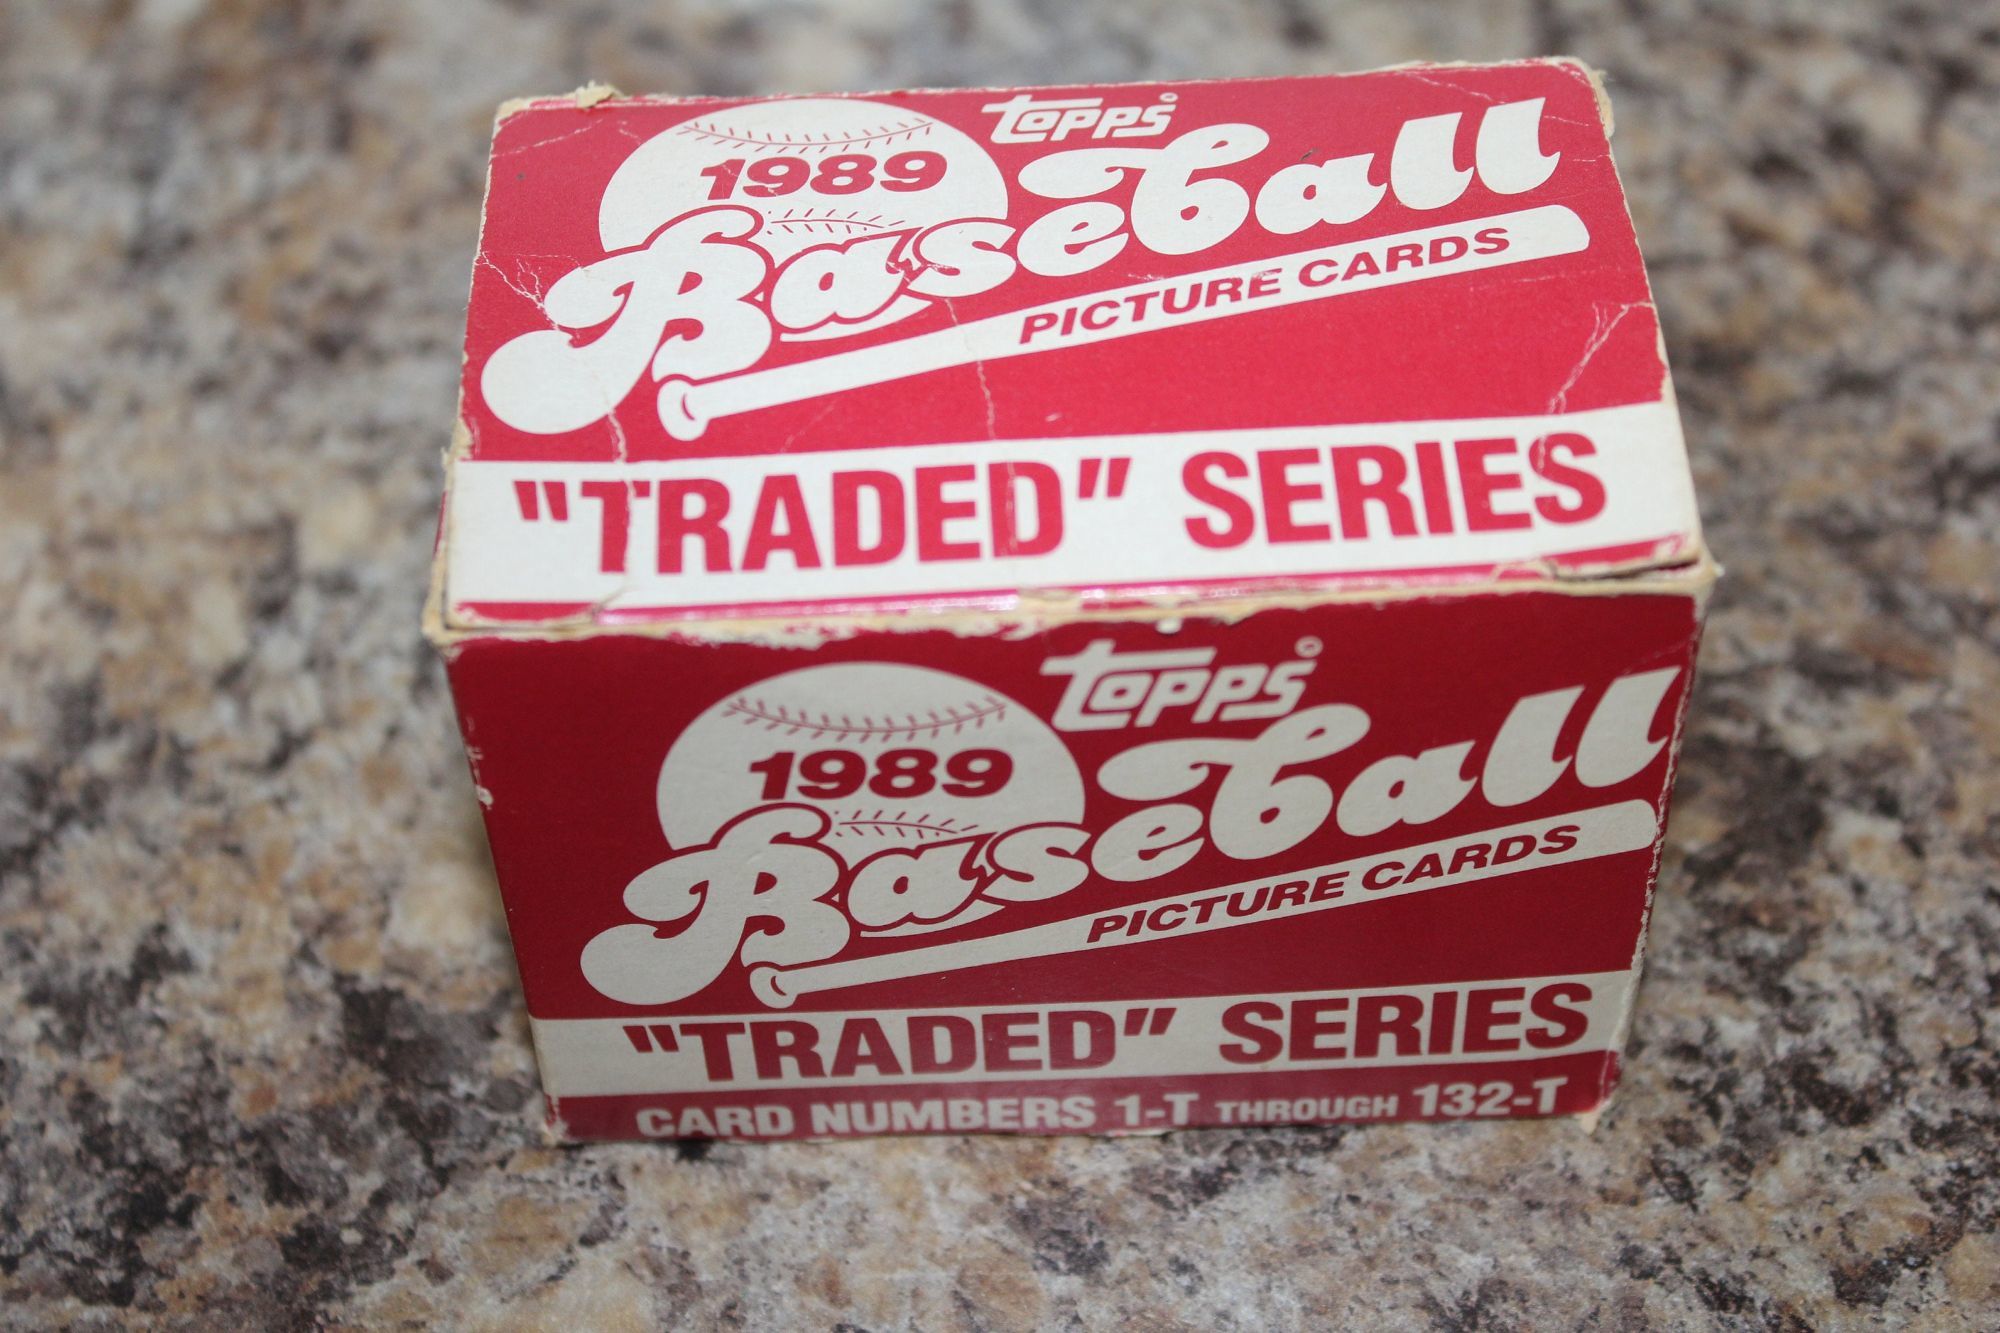 topps
1989
Baseball
PICTURE CARDS
"TRADED" SERIES
topps
1989
Baseball
PICTURE CARDS
"TRADED" SERIES
CARD NUMBERS 1-T THROUGH 132-T